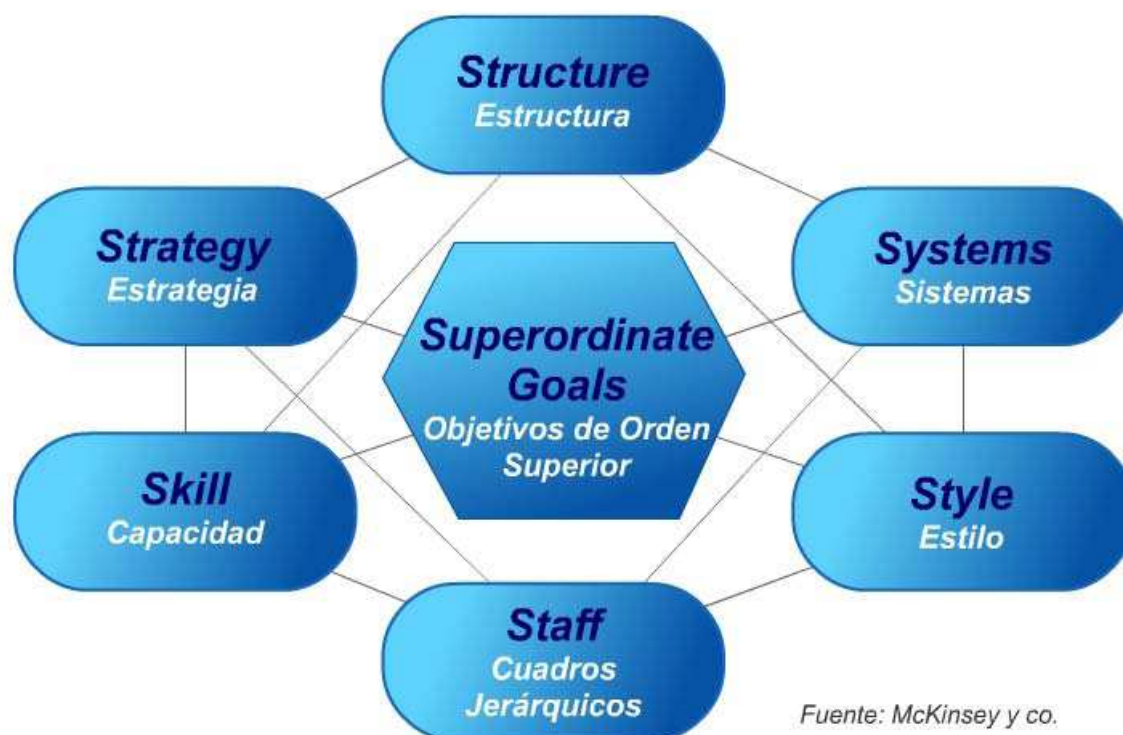 Structure
Estructura
Strategy
Estrategia
Systems
Sistemas
Superordinate
Goals
Objetivos de Orden
Superior
Skill
Capacidad
Style
Estilo
Staff
Cuadros
Jerárquicos
Fuente: McKinsey y co.